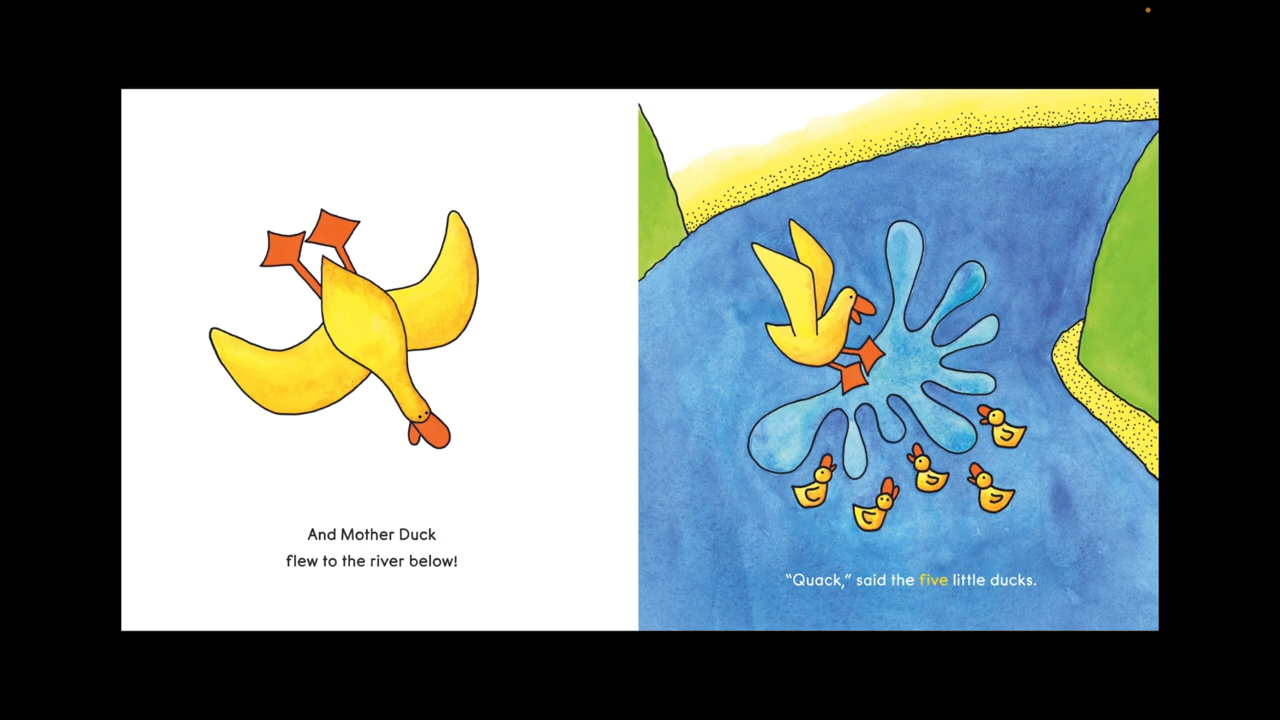 And Mother Duck
flew to the river below!
“Quack,” said the five little ducks.